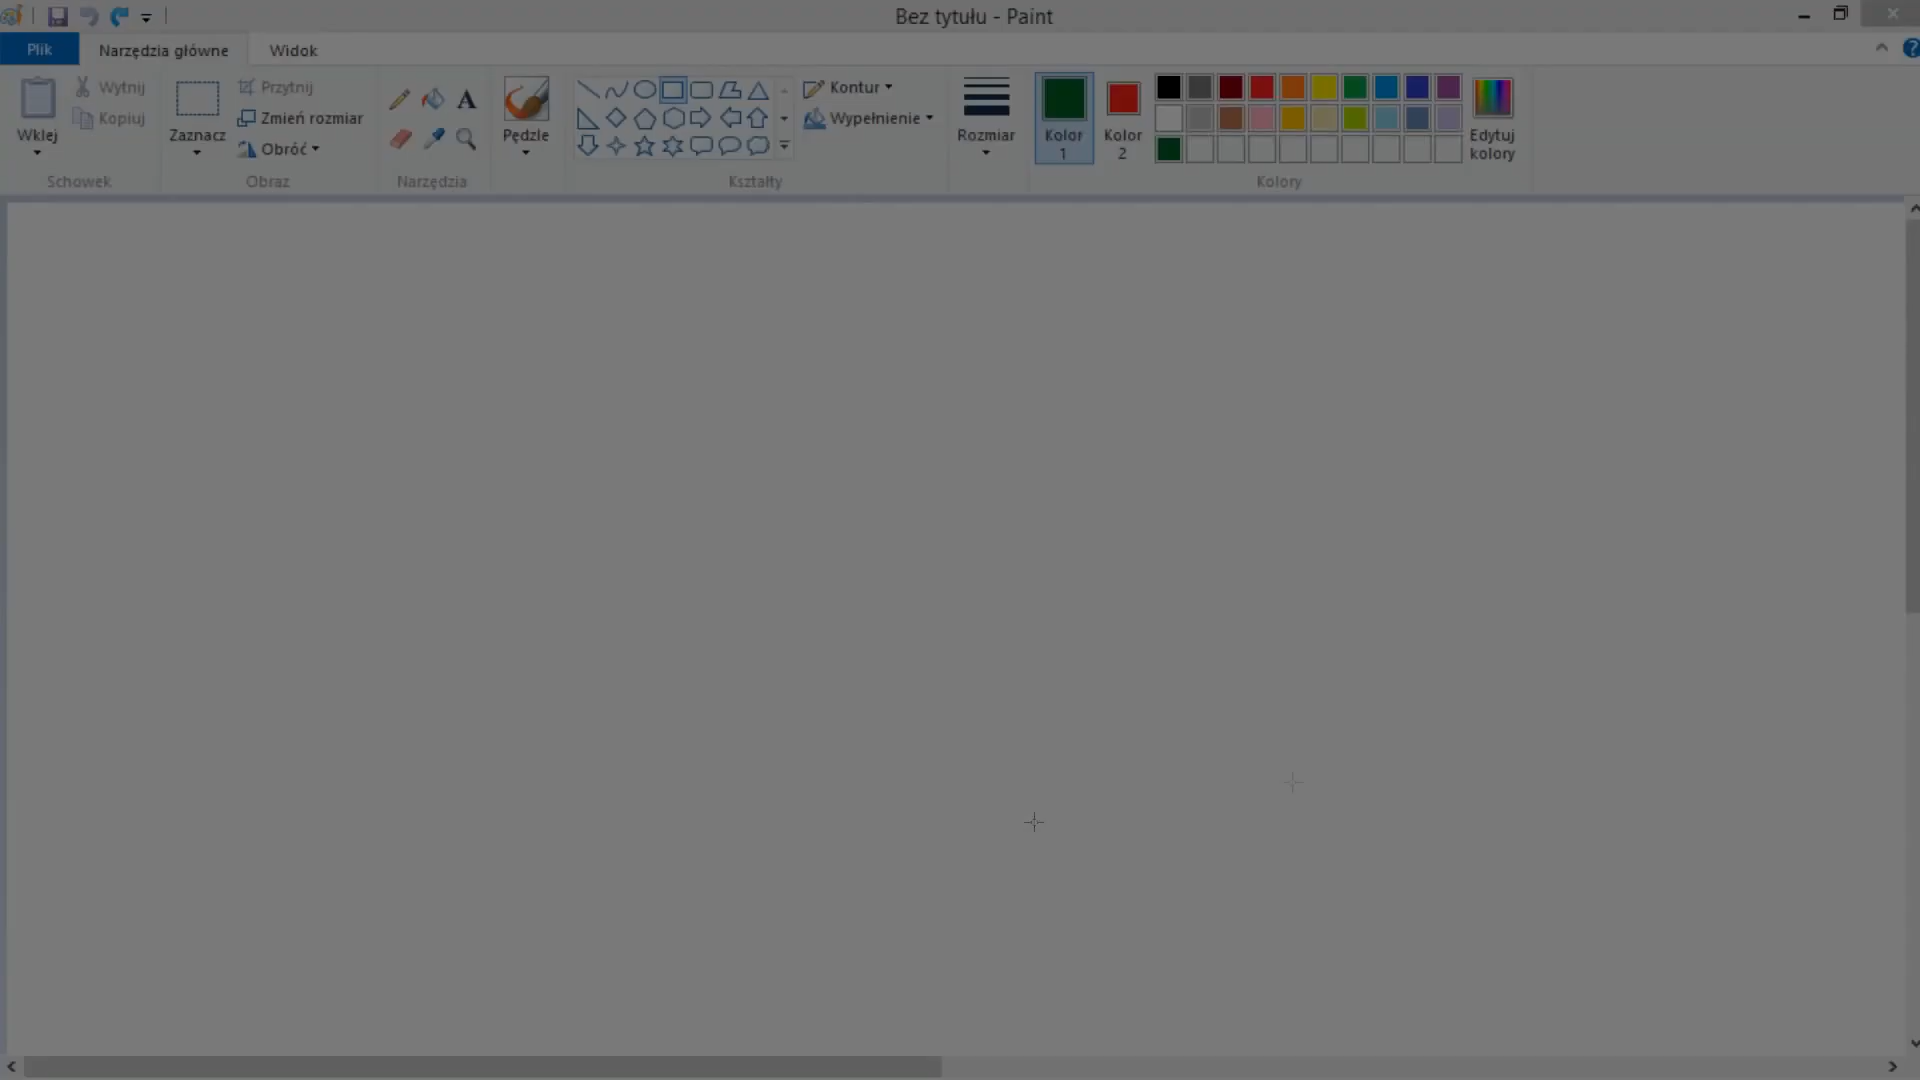 Bez tytułu - Paint
Plik
Narzędzia główne
Widok
Wklej
Wytnij
Kopiuj
Schowek
Zaznacz
Przytnij
Zmień rozmiar
Obróć
Obraz
A
Narzędzia
Pędzle
Kontur
Wypełnienie
Kształty
Rozmiar
Kolor
1
Kolor
2
Edytuj
kolory
Kolory
?